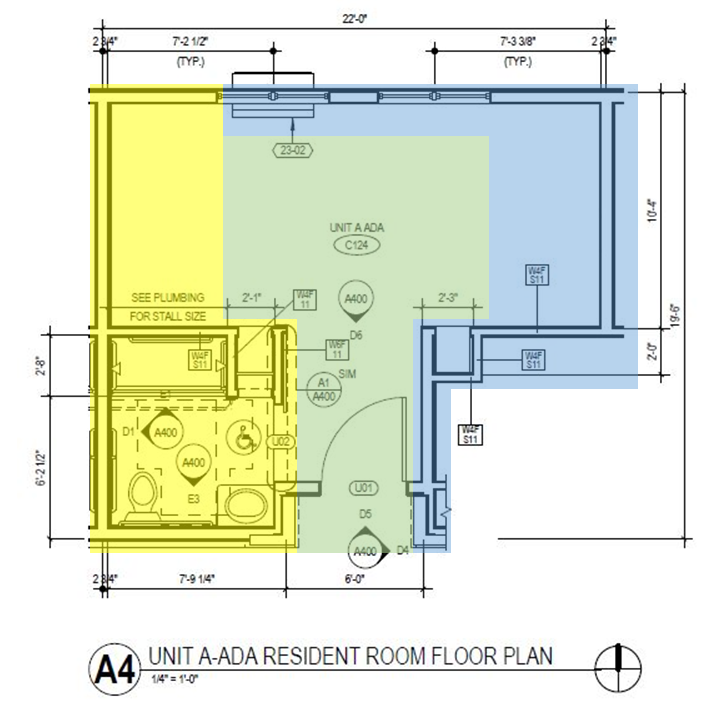 22'-0"
2 3/4" 7'-2 1/2" 7'-3 3/8" 2 3/4"
(TYP.) (TYP.)
23-02
UNIT A ADA
C124
10'-4"
W4F
S11
SEE PLUMBING 2'-1" W4F
11 A400 2'-3"
FOR STALL SIZE
19'-6"
D6
2'-8" W4F
S11 W6F
11 W4F
S11 2'-0"
SIM
A1
A400
E1
D1 A400 U02 W4F
S11
A400
6'-2 1/2"
E3 U01
D5
A400 D4
2 3/4" 7'-9 1/4" 6'-0"
A4 UNIT A-ADA RESIDENT ROOM FLOOR PLAN
1/4" = 1'-0"